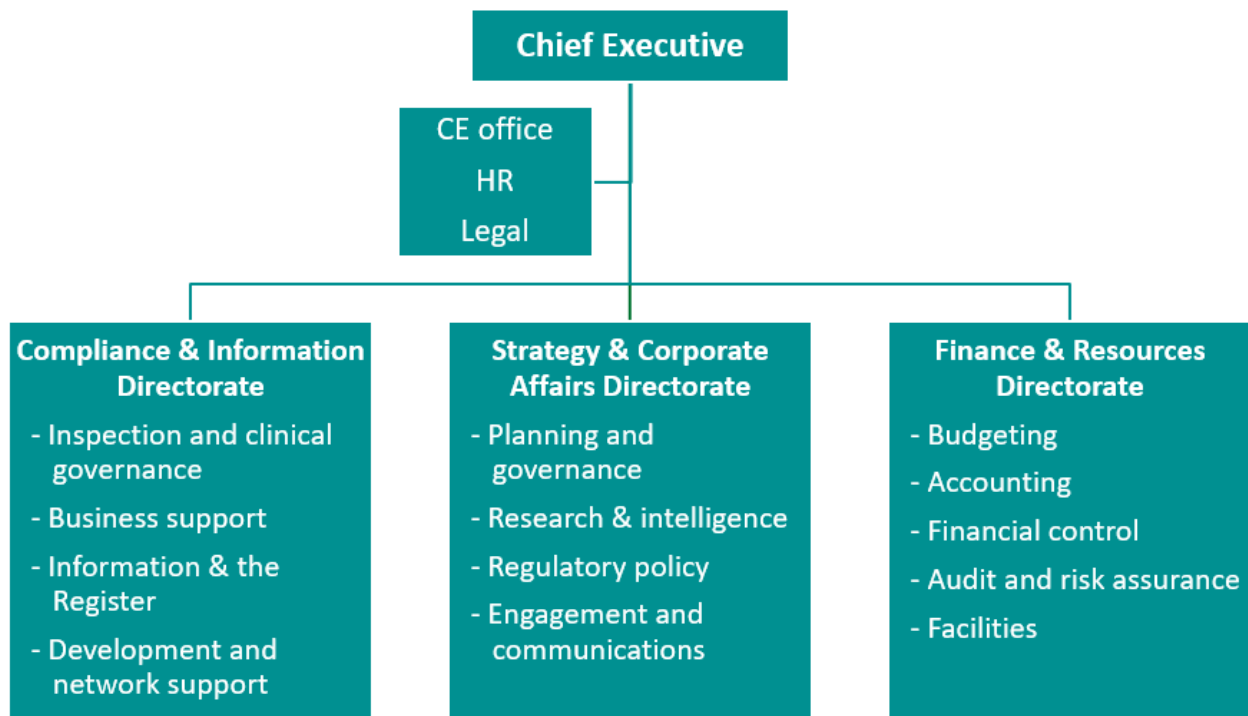 Chief Executive
CE office
HR
Legal
Compliance & Information
Directorate
- Inspection and clinical
governance
- Business support
- Information & the
Register
- Development and
network support
Strategy & Corporate
Affairs Directorate
- Planning and
governance
- Research & intelligence
- Regulatory policy
- Engagement and
communications
Finance & Resources
Directorate
- Budgeting
- Accounting
- Financial control
- Audit and risk assurance
- Facilities